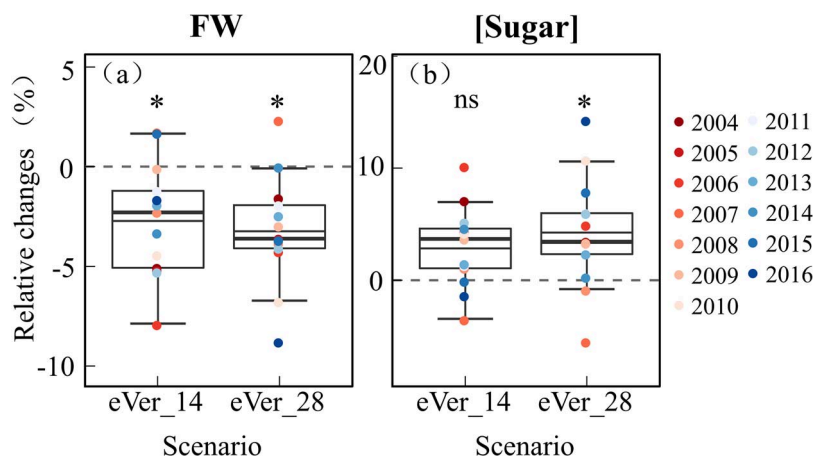 FW
[Sugar]
Relative changes (%)
5
0
-5
-10
(a)
*
*
eVer_14
eVer_28
Scenario
20
10
0
(b)
ns
*
eVer_14
eVer_28
Scenario
2004
2005
2006
2007
2008
2009
2010
2011
2012
2013
2014
2015
2016